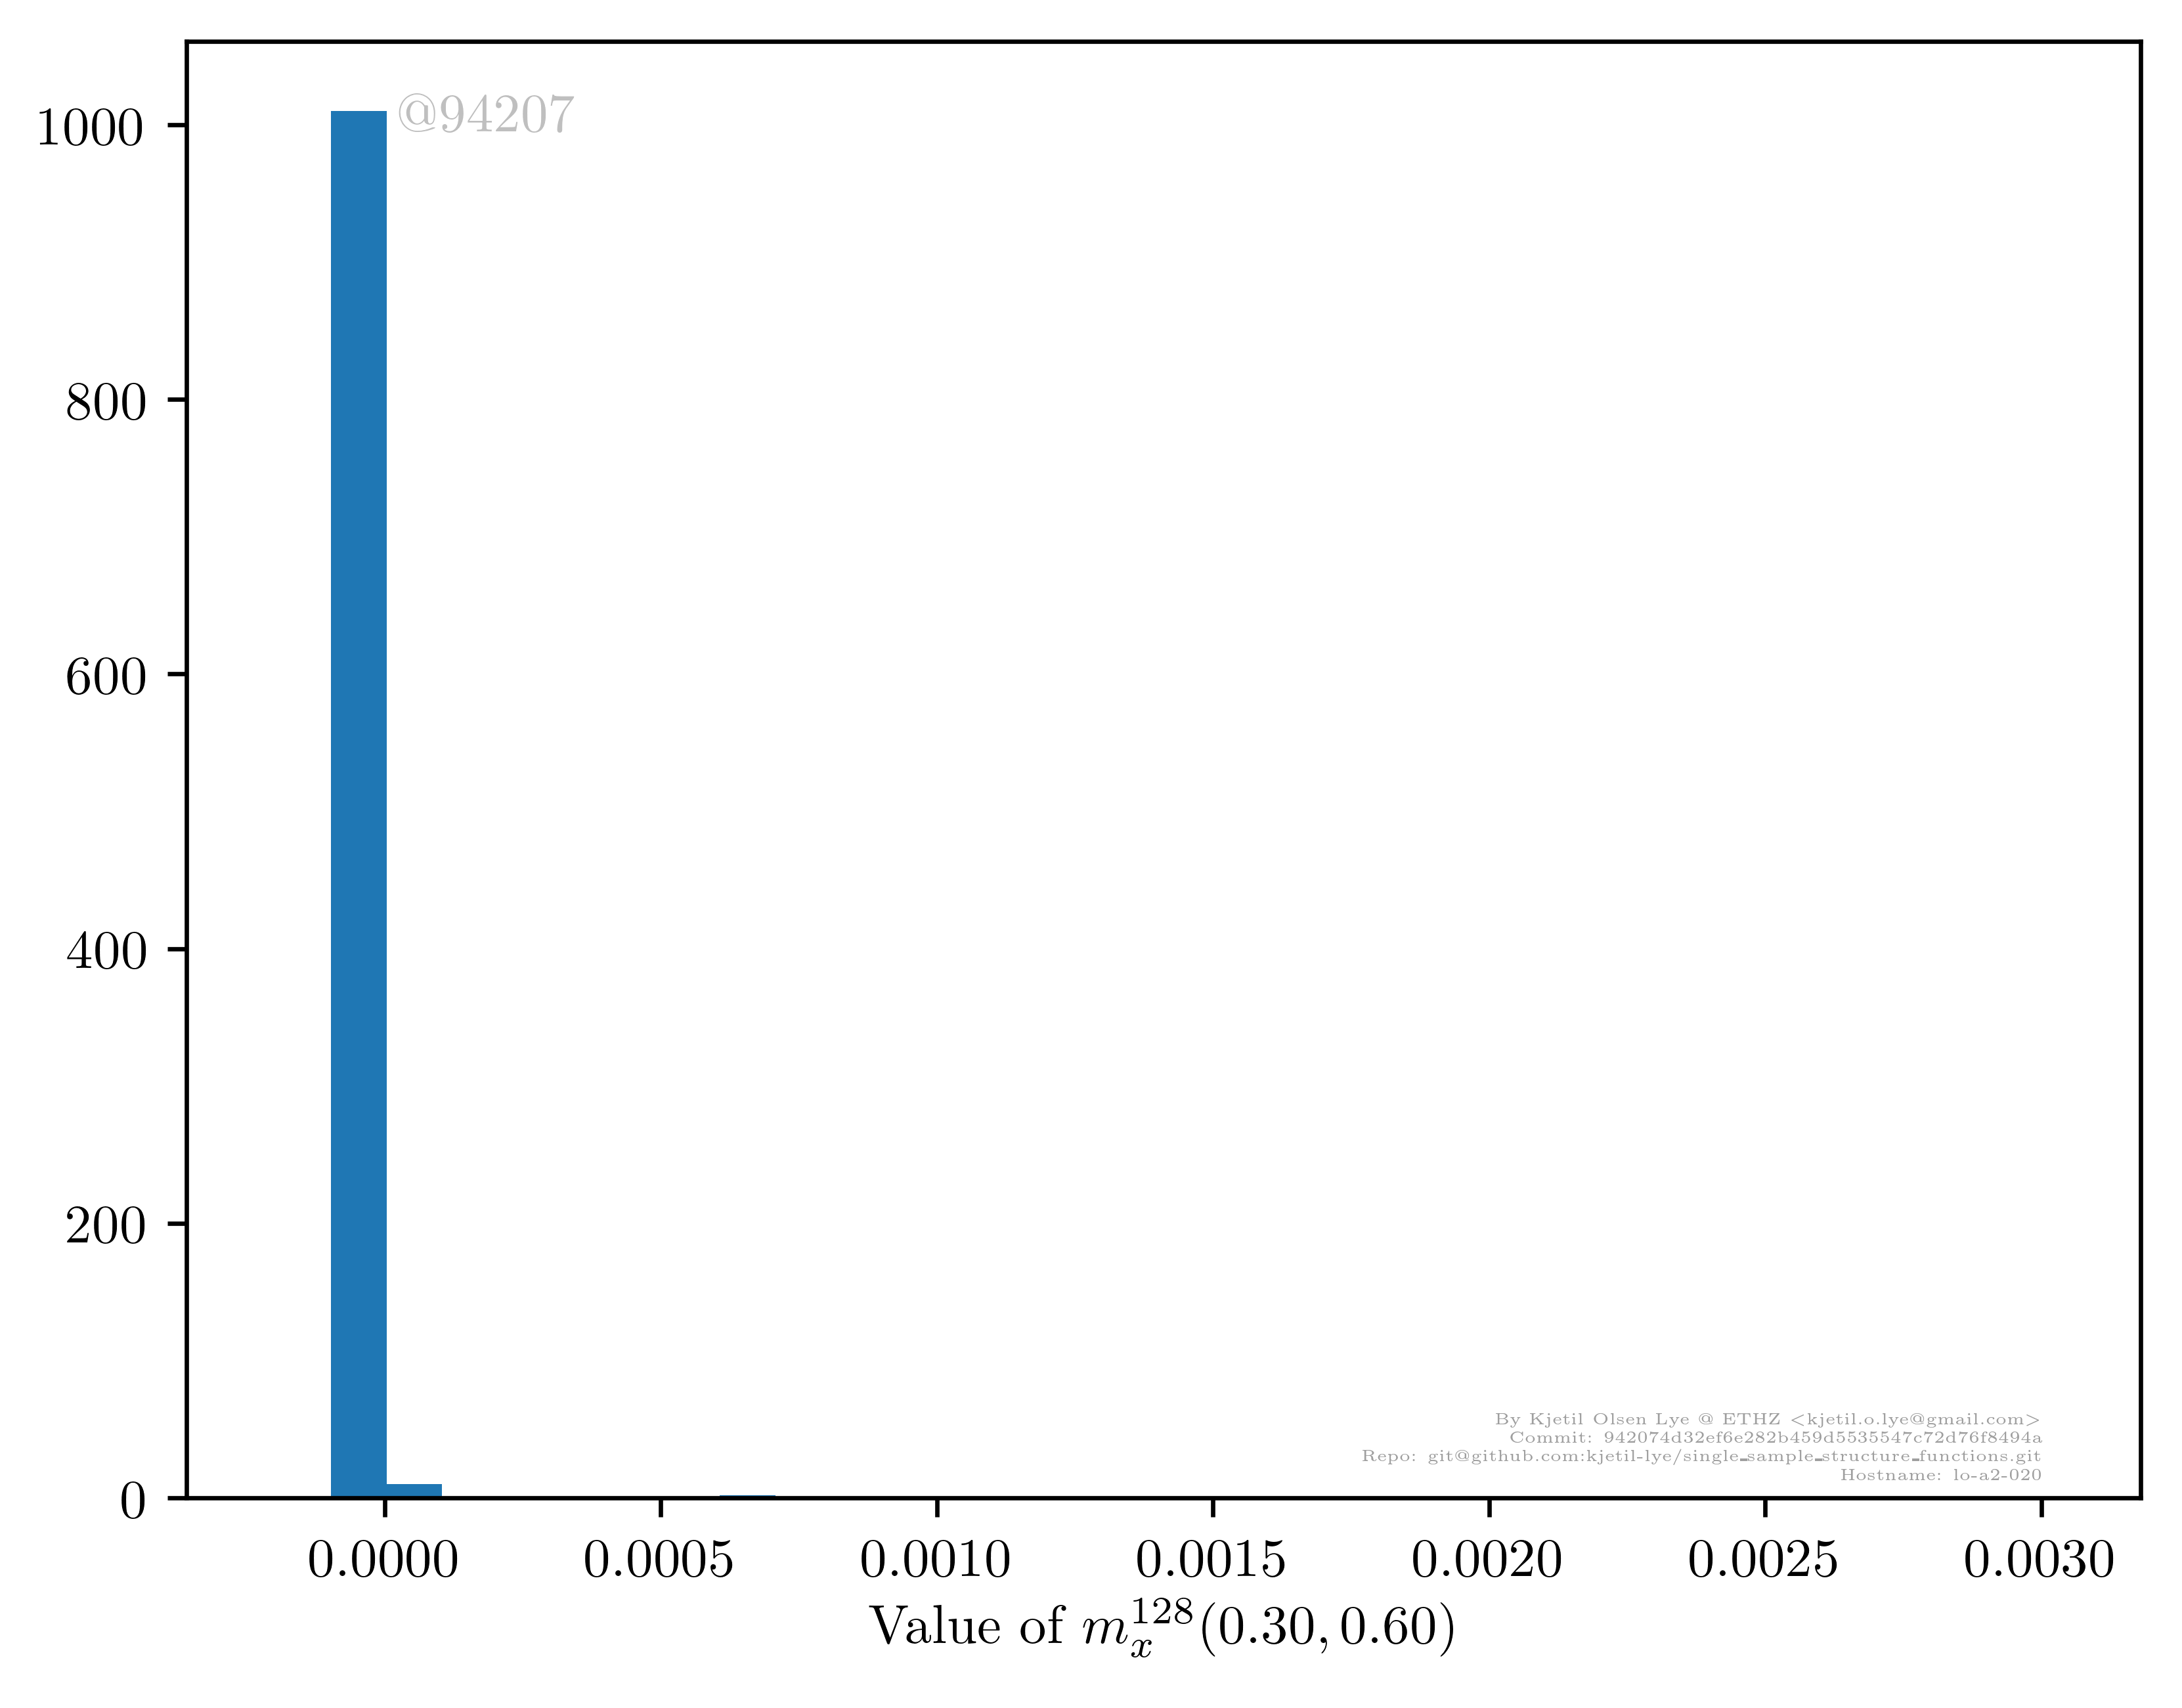 @94207
1000
800
600
400
200
0
By Kjetil Olsen Lye @ ETHZ <kjetil.o.lye@gmail.com>
Commit: 942074d32ef6e282b459d5535547c72d76f8494a
Repo: git@github.com:kjetil-lye/single_sample_structure_functions.git
Hostname: lo-a2-020
0.0000 0.0005 0.0010 0.0015 0.0020 0.0025 0.0030
Value of $m_x^{128}(0.30, 0.60)$